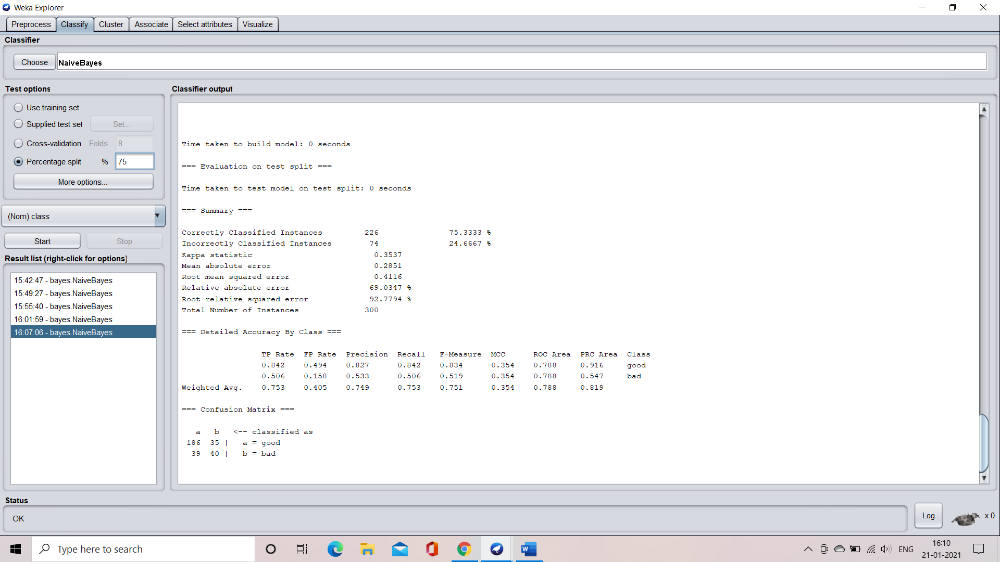 Weka Explorer
Preprocess Classify Cluster Associate Select attributes Visualize
Classifier
Choose NaiveBayes
Test options
Use training set
Supplied test set Set...
Cross-validation Folds 8
Percentage split % 75
More options...
(Nom) class
Start Stop
Result list (right-click for options)
15:42:47 - bayes.NaiveBayes
15:49:27 - bayes.NaiveBayes
15:55:40 - bayes.NaiveBayes
16:01:59 - bayes.NaiveBayes
16:07:06 - bayes.NaiveBayes
Classifier output
Time taken to build model: 0 seconds
=== Evaluation on test split ===
Time taken to test model on test split: 0 seconds
=== Summary ===
Correctly Classified Instances 226 75.3333 %
Incorrectly Classified Instances 74 24.6667 %
Kappa statistic 0.3537
Mean absolute error 0.2851
Root mean squared error 0.4116
Relative absolute error 69.0347 %
Root relative squared error 92.7794 %
Total Number of Instances 300
=== Detailed Accuracy By Class ===
TP Rate FP Rate Precision Recall F-Measure MCC ROC Area PRC Area Class
0.842 0.494 0.827 0.842 0.834 0.354 0.788 0.916 good
0.506 0.158 0.533 0.506 0.519 0.354 0.788 0.547 bad
Weighted Avg. 0.753 0.405 0.749 0.753 0.751 0.354 0.788 0.819
=== Confusion Matrix ===
a b <-- classified as
186 35 | a = good
39 40 | b = bad
Status
OK
Log
x 0
Type here to search
W
ENG
16:10
21-01-2021